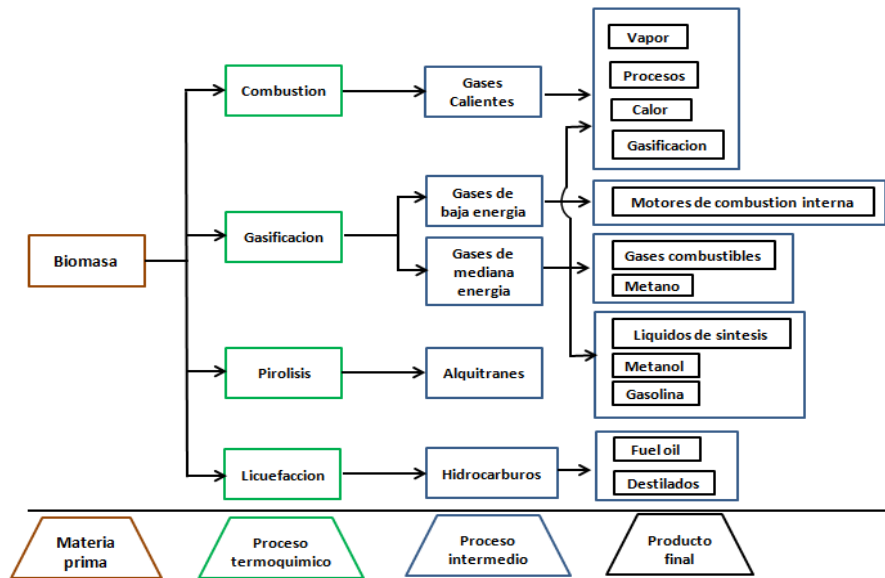 Biomasa
Combustion
Gasificacion
Pirolisis
Licuefaccion
Gases
Calientes
Gases de
baja energia
Gases de
mediana
energia
Alquitranes
Hidrocarburos
Vapor
Procesos
Calor
Gasificacion
Motores de combustion interna
Gases combustibles
Metano
Liquidos de sintesis
Metanol
Gasolina
Fuel oil
Destilados
Materia
prima
Proceso
termoquimico
Proceso
intermedio
Producto
final